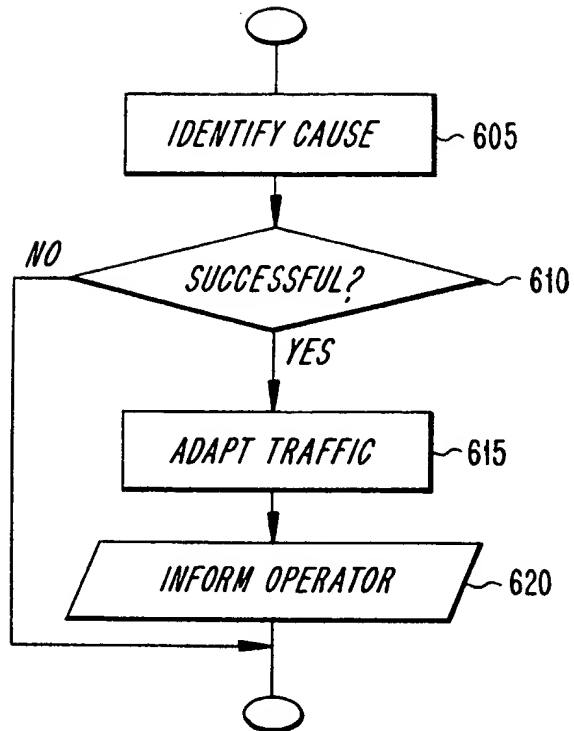 IDENTIFY CAUSE
605
NO
SUCCESSFUL?
610
YES
ADAPT TRAFFIC
615
INFORM OPERATOR
620